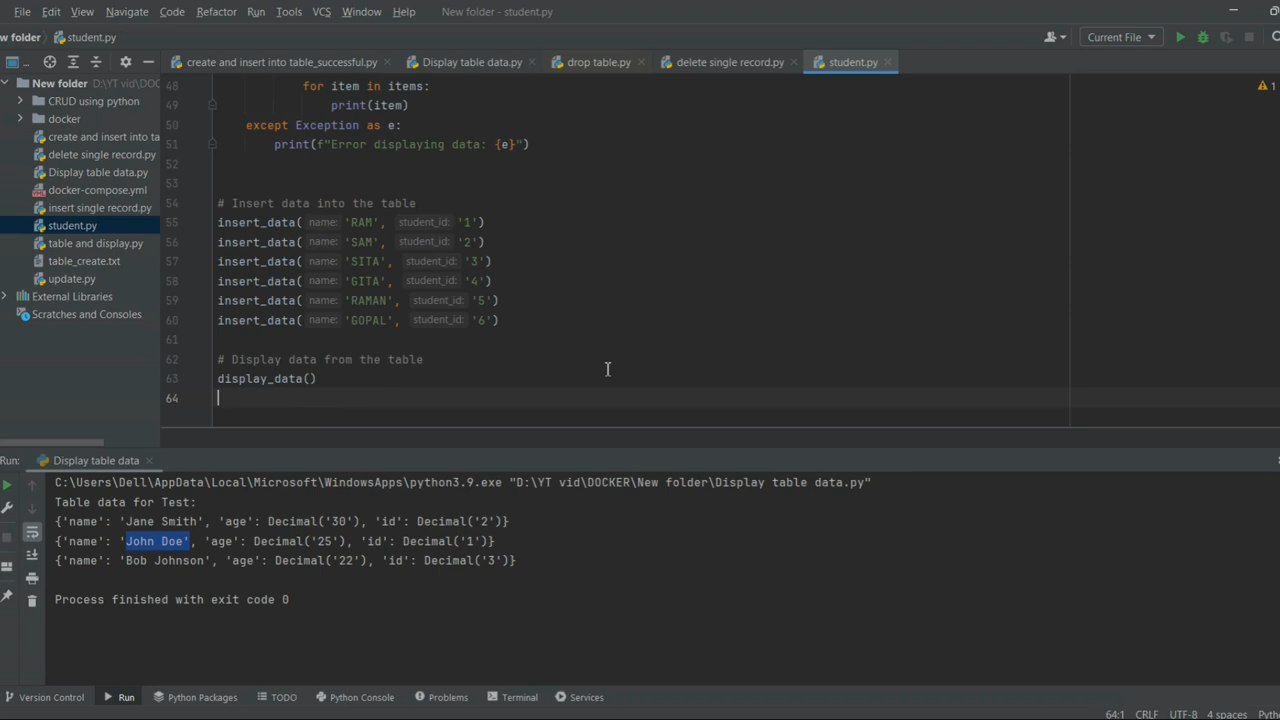 File Edit View Navigate Code Refactor Run Tools VCS Window Help New folder - student.py
w folder student.py Current File
create and insert into table_successful.py Display table data.py drop table.py delete single record.py student.py
New folder D:\YT vid\DOC
CRUD using python
docker
create and insert into ta
delete single record.py
Display table data.py
docker-compose.yml
insert single record.py
student.py
table and display.py
table_create.txt
update.py
External Libraries
Scratches and Consoles
48 for item in items:
49 print(item)
50 except Exception as e:
51 print(f"Error displaying data: {e}")
52
53
54 # Insert data into the table
55 insert_data( name: 'RAM', student_id: '1')
56 insert_data( name: 'SAM', student_id: '2')
57 insert_data( name: 'SITA', student_id: '3')
58 insert_data( name: 'GITA', student_id: '4')
59 insert_data( name: 'RAMAN', student_id: '5')
60 insert_data( name: 'GOPAL', student_id: '6')
61
62 # Display data from the table
63 display_data()
64
1
Run: Display table data
C:\Users\Dell\AppData\Local\Microsoft\WindowsApps\python3.9.exe "D:\YT vid\DOCKER\New folder\Display table data.py"
Table data for Test:
{'name': 'Jane Smith', 'age': Decimal('30'), 'id': Decimal('2')}
{'name': 'John Doe', 'age': Decimal('25'), 'id': Decimal('1')}
{'name': 'Bob Johnson', 'age': Decimal('22'), 'id': Decimal('3')}
Process finished with exit code 0
Version Control Run Python Packages TODO Python Console Problems Terminal Services
64:1 CRLF UTF-8 4 spaces Pyth